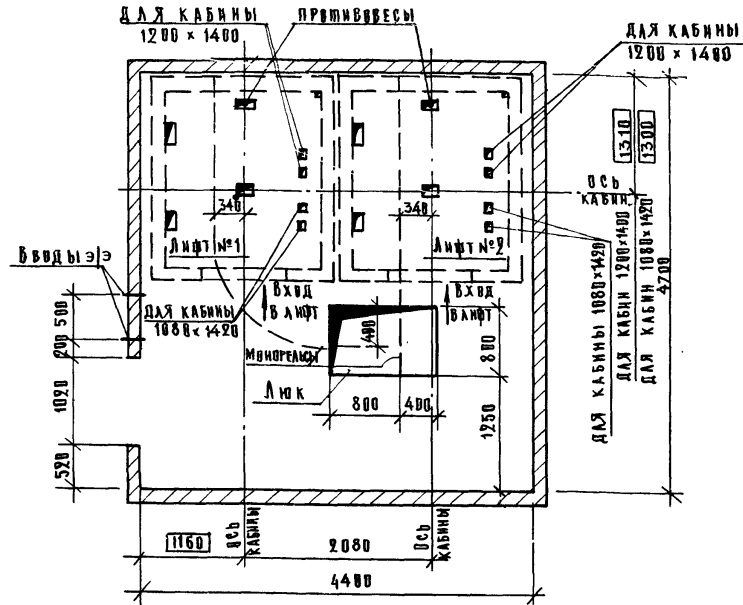 ДЛЯ КАБИНЫ
1200 × 1400
ПРОТИВОВЕСЫ
ДЛЯ КАБИНЫ
1200 × 1400
1310
1300
ОСЬ
КАБИН
340
340
Лифт №1
Лифт №2
Вводы э/э
ВХОД
В ЛИФТ
ВХОД
В ЛИФТ
ДЛЯ КАБИНЫ
1080 × 1420
ДЛЯ КАБИНЫ 1080×1420
ДЛЯ КАБИН 1200×1400
ДЛЯ КАБИН 1080×1420
4700
500
200
1020
520
400
МОНОРЕЛЬСЫ
Люк
800
400
800
1250
ОСЬ
КАБИНЫ
ОСЬ
КАБИНЫ
1160
2080
4400